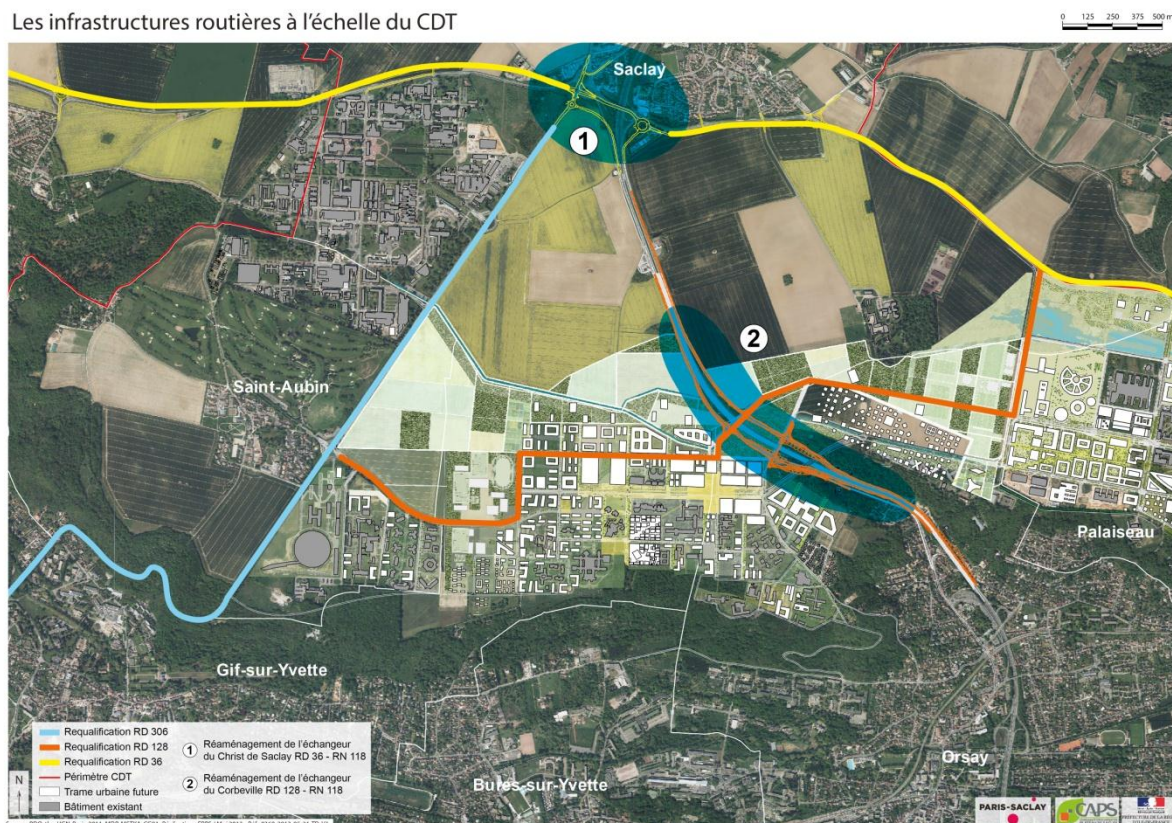 Les infrastructures routières à l'échelle du CDT
0 125 250 375 500 m
Saclay
1
2
Saint-Aubin
Palaiseau
Gif-sur-Yvette
Orsay
Bures-sur-Yvette
Requalification RD 306
Requalification RD 128
Requalification RD 36
Périmètre CDT
Trame urbaine future
Bâtiment existant
1 Réaménagement de l'échangeur
du Christ de Saclay RD 36 - RN 118
2 Réaménagement de l'échangeur
du Corbeville RD 128 - RN 118
N
PARIS-SACLAY
CAPS